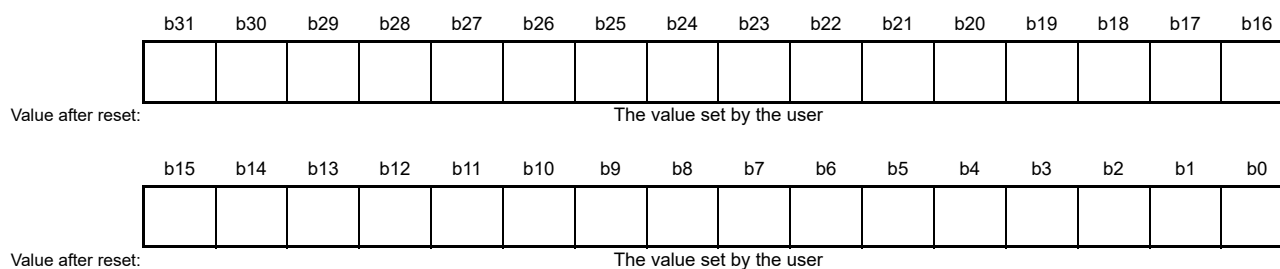 b31 b30 b29 b28 b27 b26 b25 b24 b23 b22 b21 b20 b19 b18 b17 b16
Value after reset: The value set by the user
b15 b14 b13 b12 b11 b10 b9 b8 b7 b6 b5 b4 b3 b2 b1 b0
Value after reset: The value set by the user